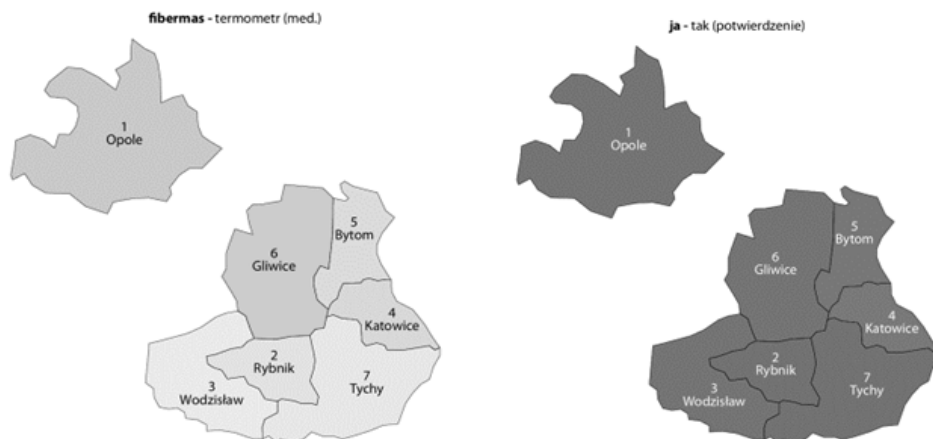 fibermas - termometr (med.)
1
Opole
5
Bytom
6
Gliwice
4
Katowice
2
Rybnik
3
Wodzisław
7
Tychy
ja - tak (potwierdzenie)
1
Opole
5
Bytom
6
Gliwice
4
Katowice
2
Rybnik
3
Wodzisław
7
Tychy